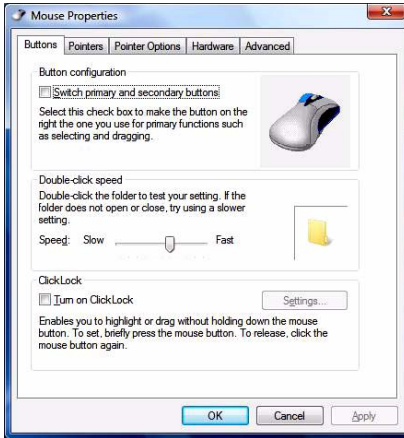 Mouse Properties
Buttons Pointers Pointer Options Hardware Advanced
Button configuration
Switch primary and secondary buttons
Select this check box to make the button on the
right the one you use for primary functions such
as selecting and dragging.
Double-click speed
Double-click the folder to test your setting. If the
folder does not open or close, try using a slower
setting.
Speed: Slow Fast
ClickLock
Turn on ClickLock
Settings...
Enables you to highlight or drag without holding down the mouse
button. To set, briefly press the mouse button. To release, click the
mouse button again.
OK Cancel Apply